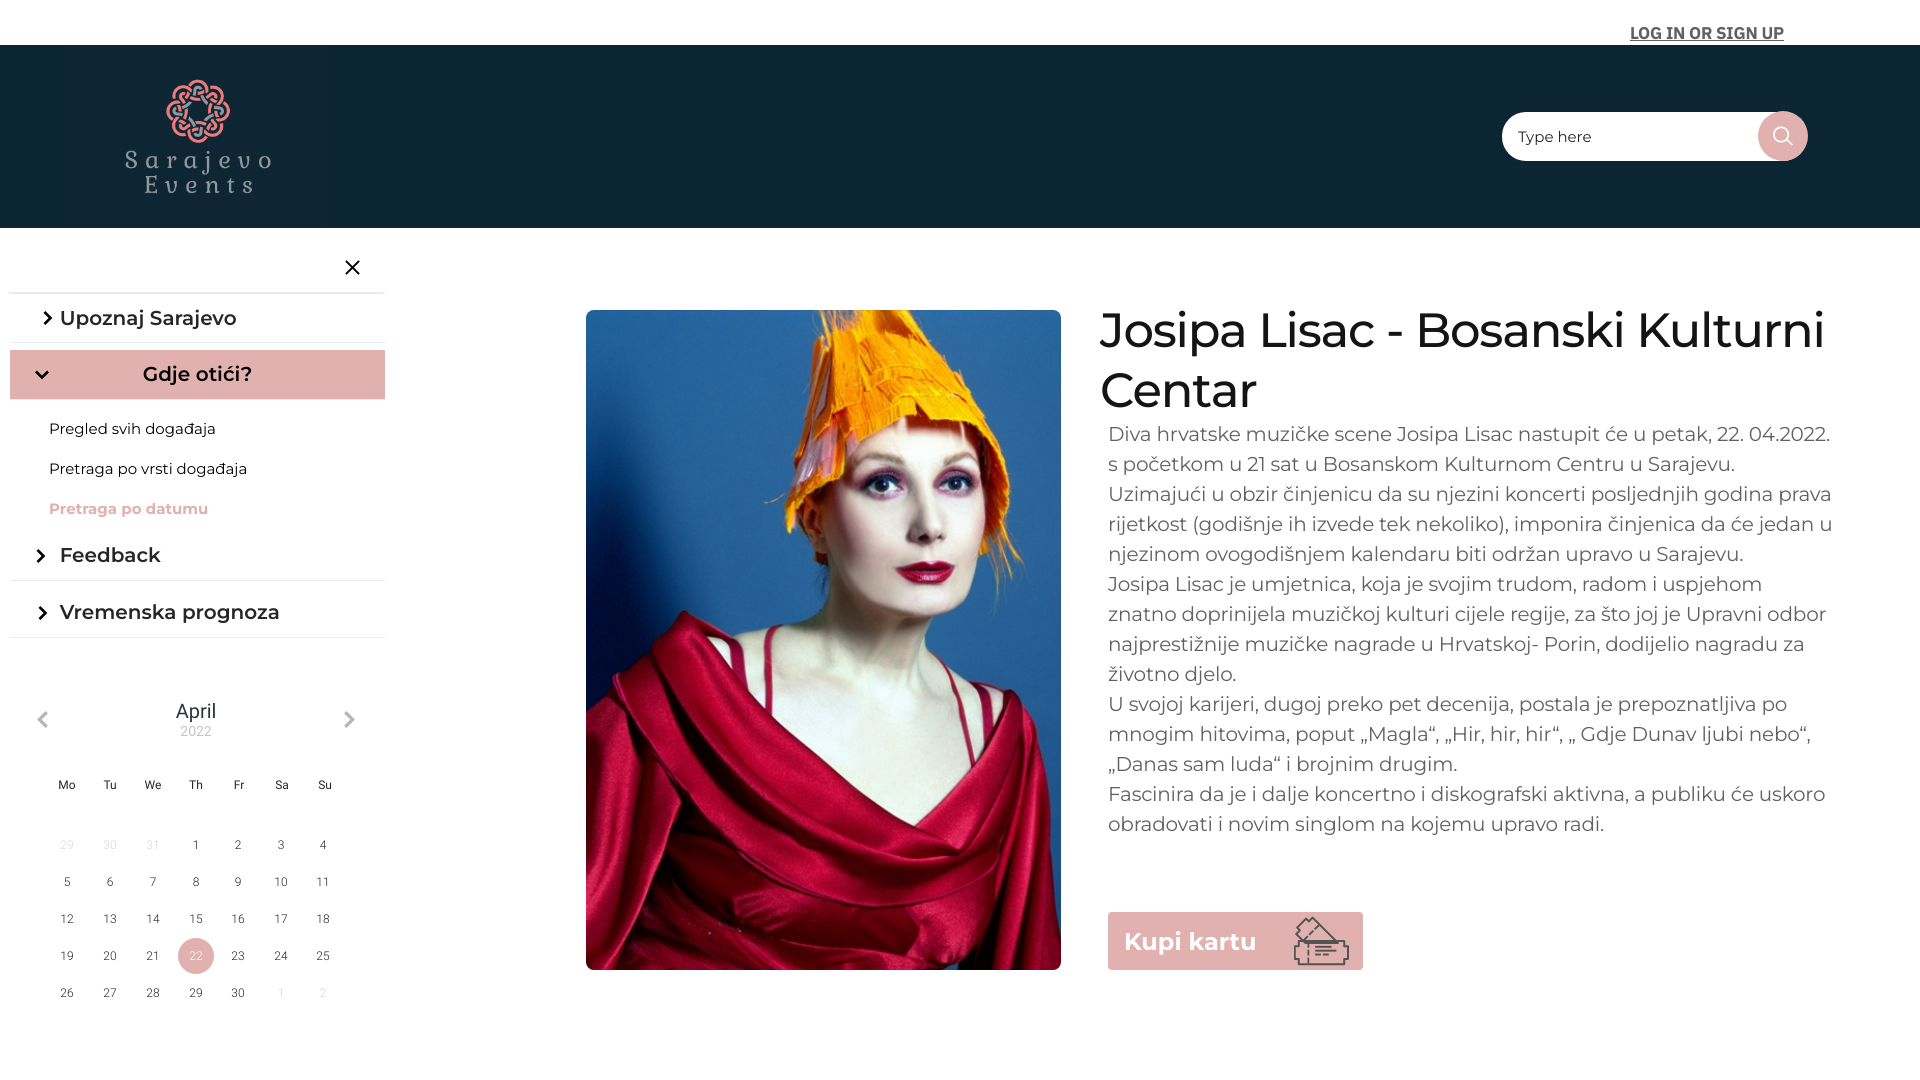 LOG IN OR SIGN UP
Sarajevo
Events
Type here
Upoznaj Sarajevo
Gdje otići?
Pregled svih događaja
Pretraga po vrsti događaja
Pretraga po datumu
Feedback
Vremenska prognoza
April
2022
Mo Tu We Th Fr Sa Su
29 30 31 1 2 3 4
5 6 7 8 9 10 11
12 13 14 15 16 17 18
19 20 21 22 23 24 25
26 27 28 29 30 1 2
Josipa Lisac - Bosanski Kulturni
Centar
Diva hrvatske muzičke scene Josipa Lisac nastupit će u petak, 22. 04.2022.
s početkom u 21 sat u Bosanskom Kulturnom Centru u Sarajevu.
Uzimajući u obzir činjenicu da su njezini koncerti posljednjih godina prava
rijetkost (godišnje ih izvede tek nekoliko), imponira činjenica da će jedan u
njezinom ovogodišnjem kalendaru biti održan upravo u Sarajevu.
Josipa Lisac je umjetnica, koja je svojim trudom, radom i uspjehom
znatno doprinijela muzičkoj kulturi cijele regije, za što joj je Upravni odbor
najprestižnije muzičke nagrade u Hrvatskoj- Porin, dodijelio nagradu za
životno djelo.
U svojoj karijeri, dugoj preko pet decenija, postala je prepoznatljiva po
mnogim hitovima, poput „Magla“, „Hir, hir, hir“, „ Gdje Dunav ljubi nebo“,
„Danas sam luda“ i brojnim drugim.
Fascinira da je i dalje koncertno i diskografski aktivna, a publiku će uskoro
obradovati i novim singlom na kojemu upravo radi.
Kupi kartu